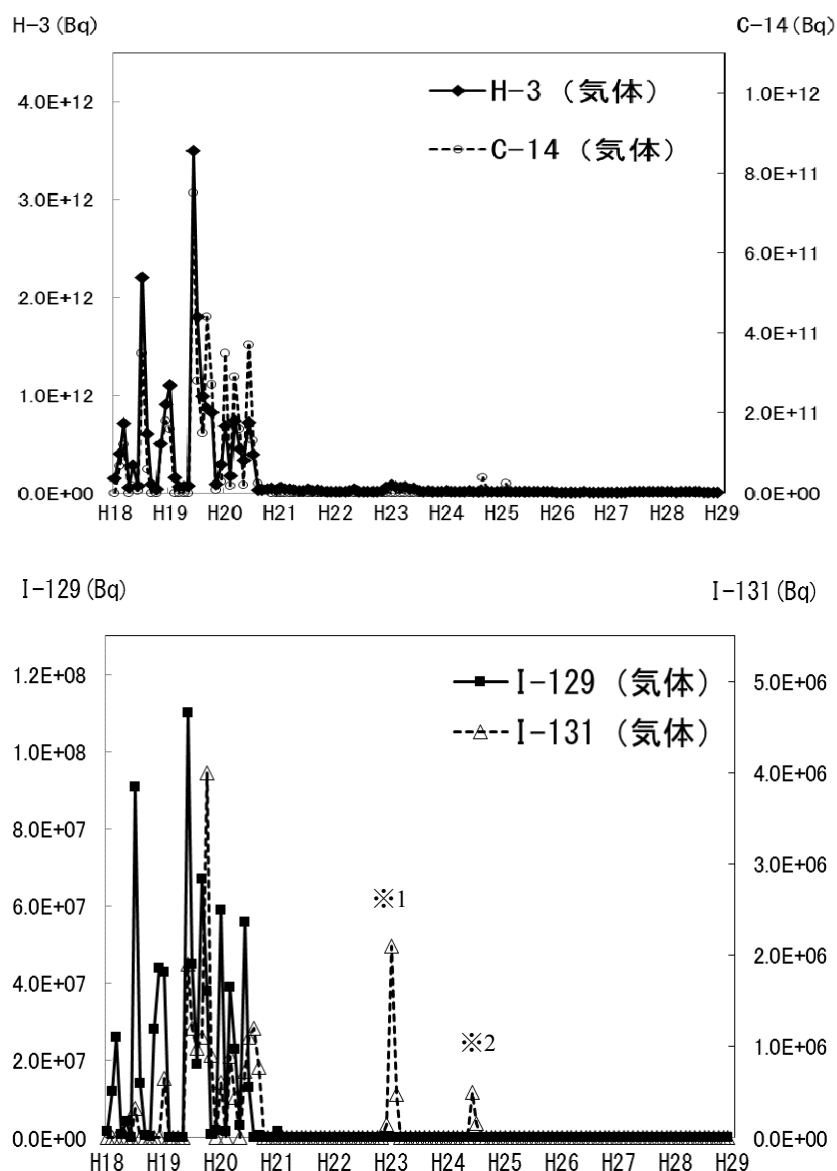 H-3 (Bq)
C-14 (Bq)
H-3 (気体)
C-14 (気体)
4.0E+12
3.0E+12
2.0E+12
1.0E+12
0.0E+00
1.0E+12
8.0E+11
6.0E+11
4.0E+11
2.0E+11
0.0E+00
H18 H19 H20 H21 H22 H23 H24 H25 H26 H27 H28 H29
I-129 (Bq)
I-131 (Bq)
I-129 (気体)
I-131 (気体)
1.2E+08
1.0E+08
8.0E+07
6.0E+07
4.0E+07
2.0E+07
0.0E+00
※1
※2
5.0E+06
4.0E+06
3.0E+06
2.0E+06
1.0E+06
0.0E+00
H18 H19 H20 H21 H22 H23 H24 H25 H26 H27 H28 H29